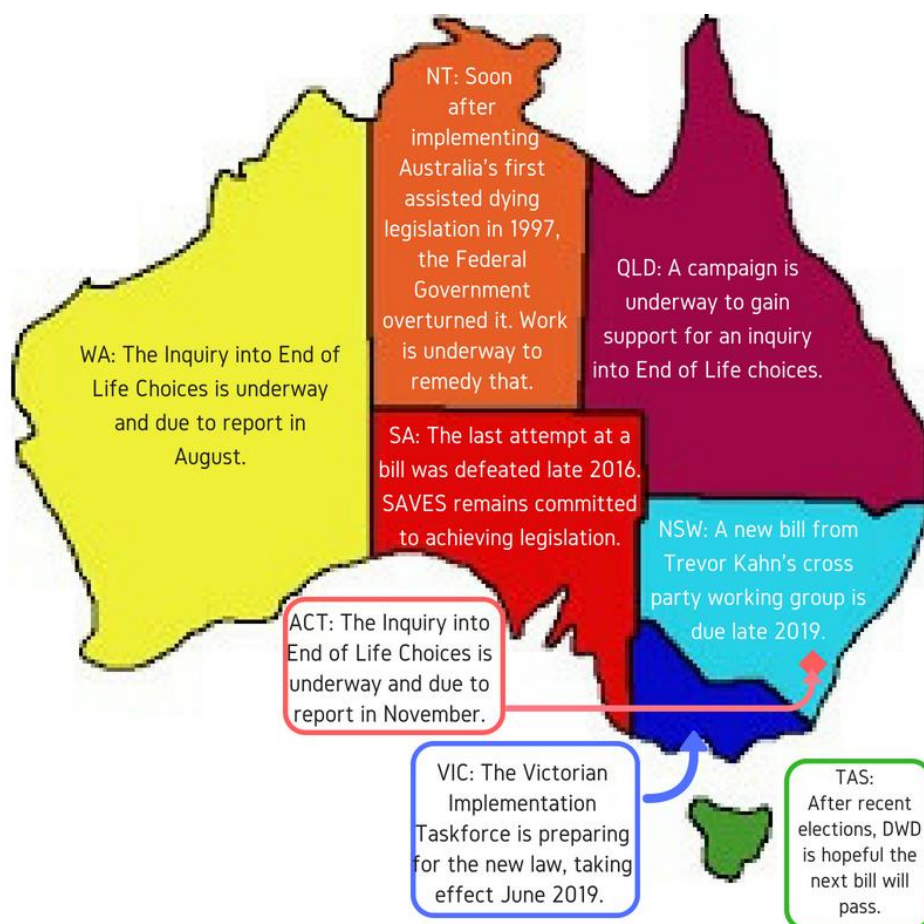 NT: Soon
after
implementing
Australia's first
assisted dying
legislation in 1997,
the Federal
Government
overturned it. Work
is underway to
remedy that.
QLD: A campaign is
underway to gain
support for an inquiry
into End of Life choices.
WA: The Inquiry into End of
Life Choices is underway
and due to report in
August.
SA: The last attempt at a
bill was defeated late 2016.
SAVES remains committed
to achieving legislation.
NSW: A new bill from
Trevor Kahn's cross
party working group is
due late 2019.
ACT: The Inquiry into
End of Life Choices is
underway and due to
report in November.
VIC: The Victorian
Implementation
Taskforce is preparing
for the new law, taking
effect June 2019.
TAS:
After recent
elections, DWD
is hopeful the
next bill will
pass.